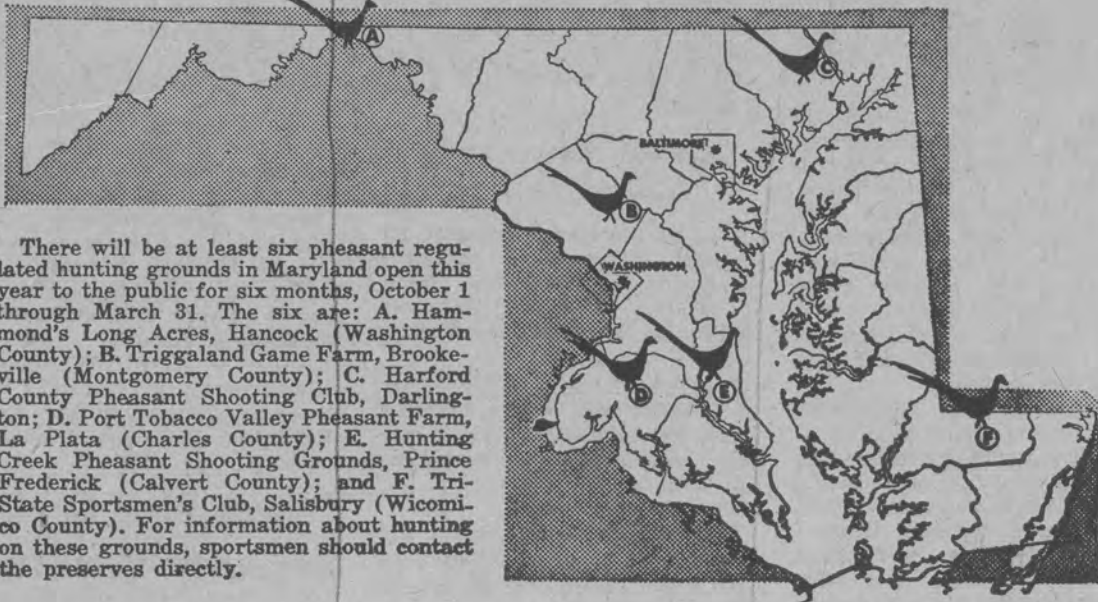 A
C
BALTIMORE
B
WASHINGTON
D
E
F
There will be at least six pheasant regu-
lated hunting grounds in Maryland open this
year to the public for six months, October 1
through March 31. The six are: A. Ham-
mond's Long Acres, Hancock (Washington
County); B. Triggaland Game Farm, Brooke-
ville (Montgomery County); C. Harford
County Pheasant Shooting Club, Darling-
ton; D. Port Tobacco Valley Pheasant Farm,
La Plata (Charles County); E. Hunting
Creek Pheasant Shooting Grounds, Prince
Frederick (Calvert County); and F. Tri-
State Sportsmen's Club, Salisbury (Wicomi-
co County). For information about hunting
on these grounds, sportsmen should contact
the preserves directly.